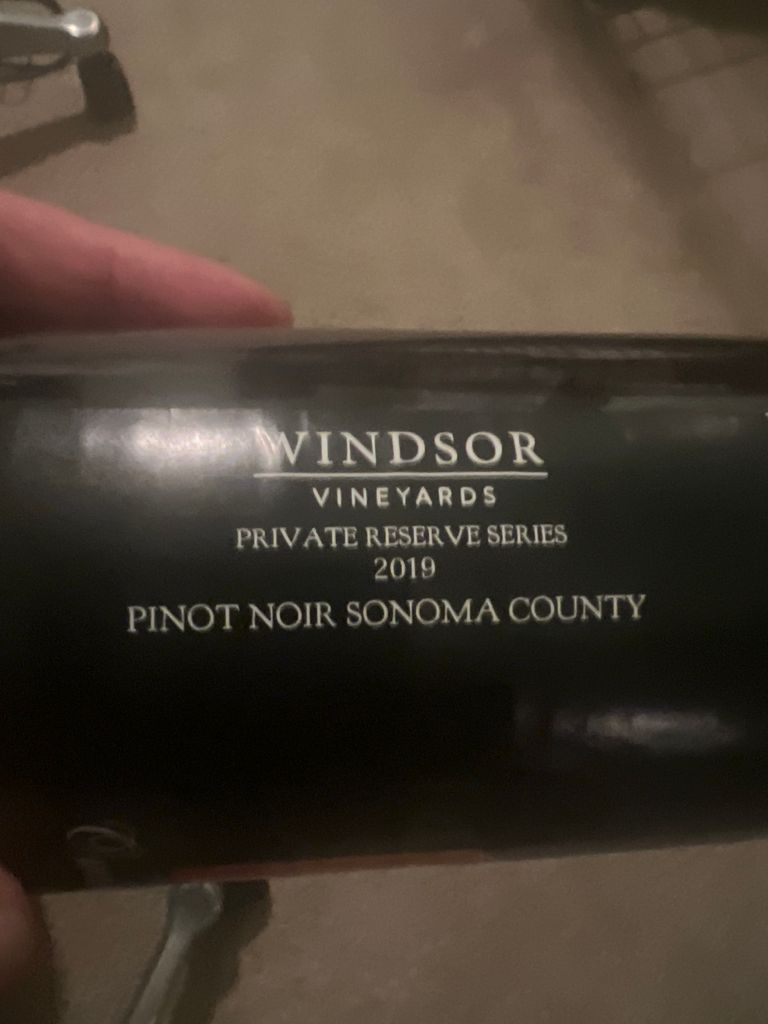 WINDSOR
VINEYARDS
PRIVATE RESERVE SERIES
2019
PINOT NOIR SONOMA COUNTY